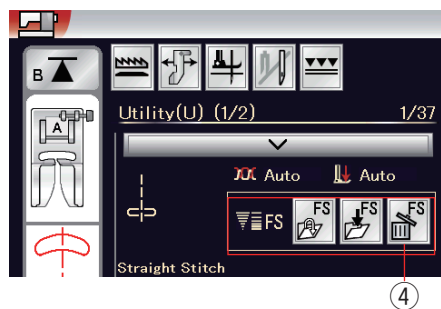 B
A
Utility(U) (1/2) 1/37
Auto Auto
FS FS FS FS
Straight Stitch
④